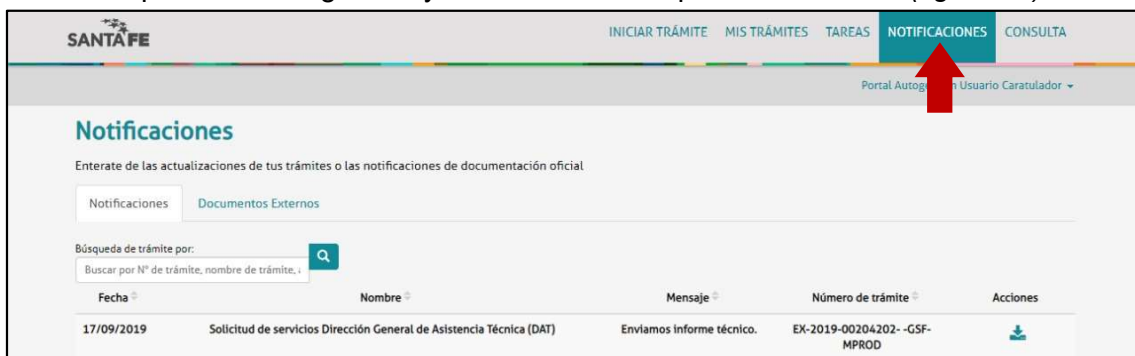 SANTA FE
INICIAR TRÁMITE MIS TRÁMITES TAREAS NOTIFICACIONES CONSULTA
Portal Usuario Caratulador
Notificaciones
Enterate de las actualizaciones de tus trámites o las notificaciones de documentación oficial
Notificaciones Documentos Externos
Búsqueda de trámite por:
Buscar por N° de trámite, nombre de trámite,
Fecha Nombre Mensaje Número de trámite Acciones
17/09/2019 Solicitud de servicios Dirección General de Asistencia Técnica (DAT) Enviamos informe técnico. EX-2019-00204202- -GSF-
MPROD